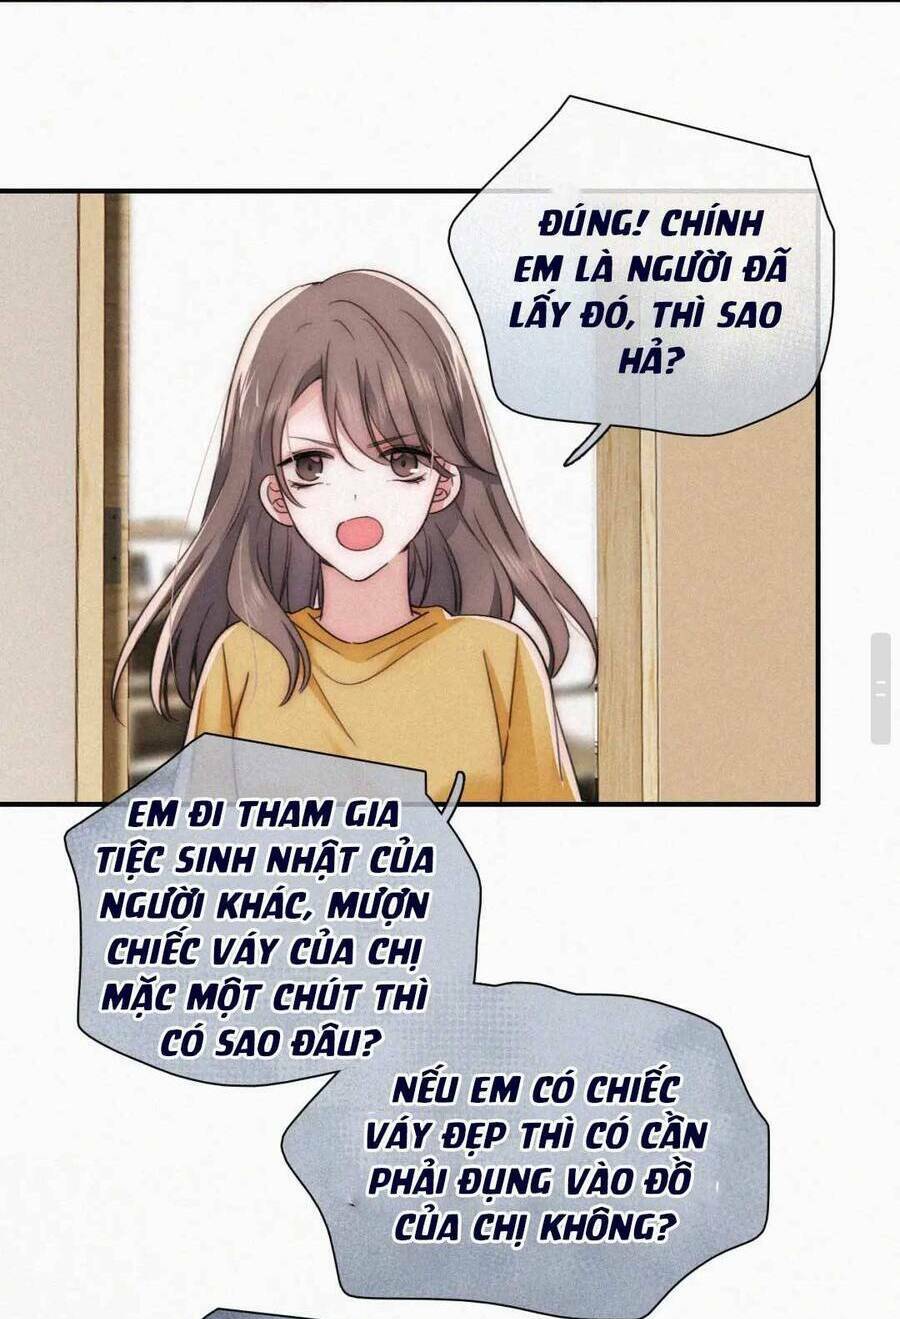 ĐÚNG! CHÍNH
EM LÀ NGƯỜI ĐÃ
LẤY ĐÓ, THÌ SAO
HẢ?
EM ĐI THAM GIA
TIỆC SINH NHẬT CỦA
NGƯỜI KHÁC, MƯỢN
CHIẾC VÁY CỦA CHỊ
MẶC MỘT CHÚT THÌ
CÓ SAO ĐÂU?
NẾU EM CÓ CHIẾC
VÁY ĐẸP THÌ CÓ CẦN
PHẢI ĐỤNG VÀO ĐỒ
CỦA CHỊ KHÔNG?